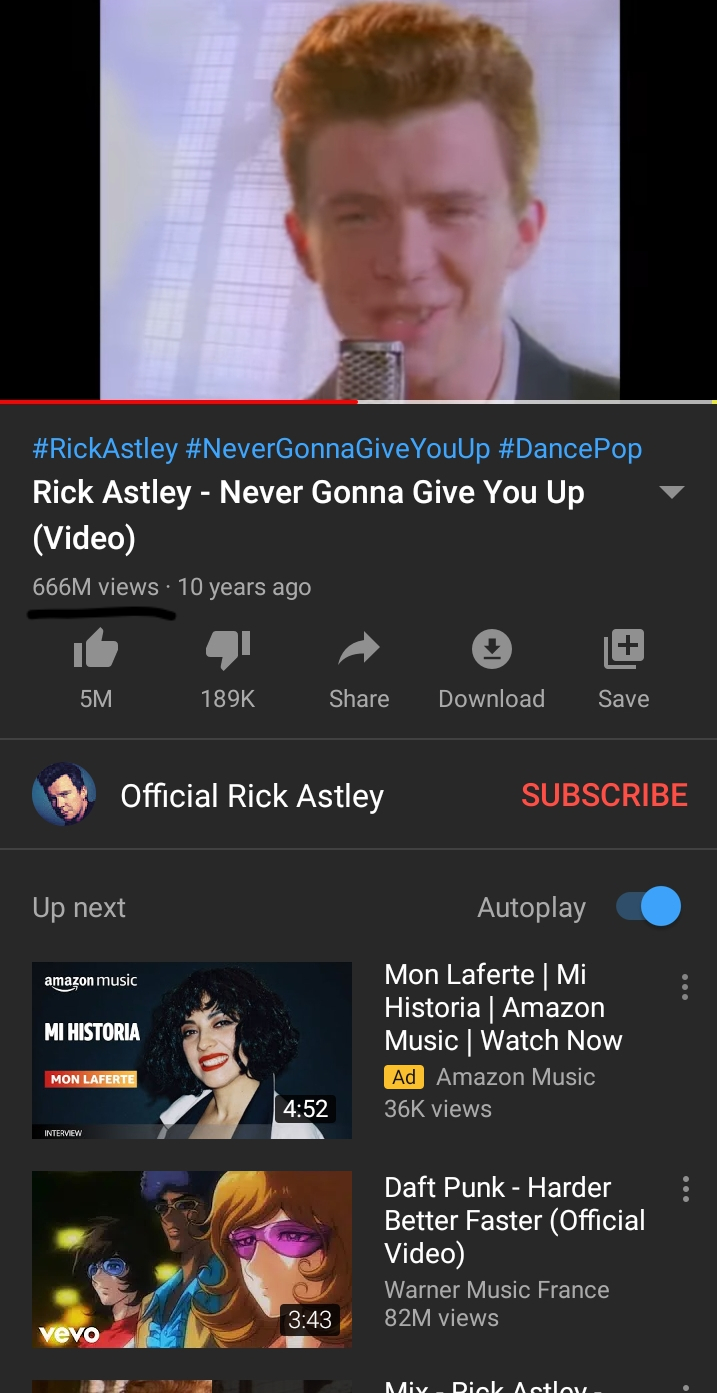 #RickAstley #NeverGonnaGiveYouUp #DancePop
Rick Astley - Never Gonna Give You Up
(Video)
666M views · 10 years ago
5M
189K
Share
Download
Save
Official Rick Astley
SUBSCRIBE
Up next
Autoplay
amazon music
MI HISTORIA
MON LAFERTE
INTERVIEW
4:52
Mon Laferte | Mi
Historia | Amazon
Music | Watch Now
Ad Amazon Music
36K views
vevo
3:43
Daft Punk - Harder
Better Faster (Official
Video)
Warner Music France
82M views
Mix - Rick Astley -